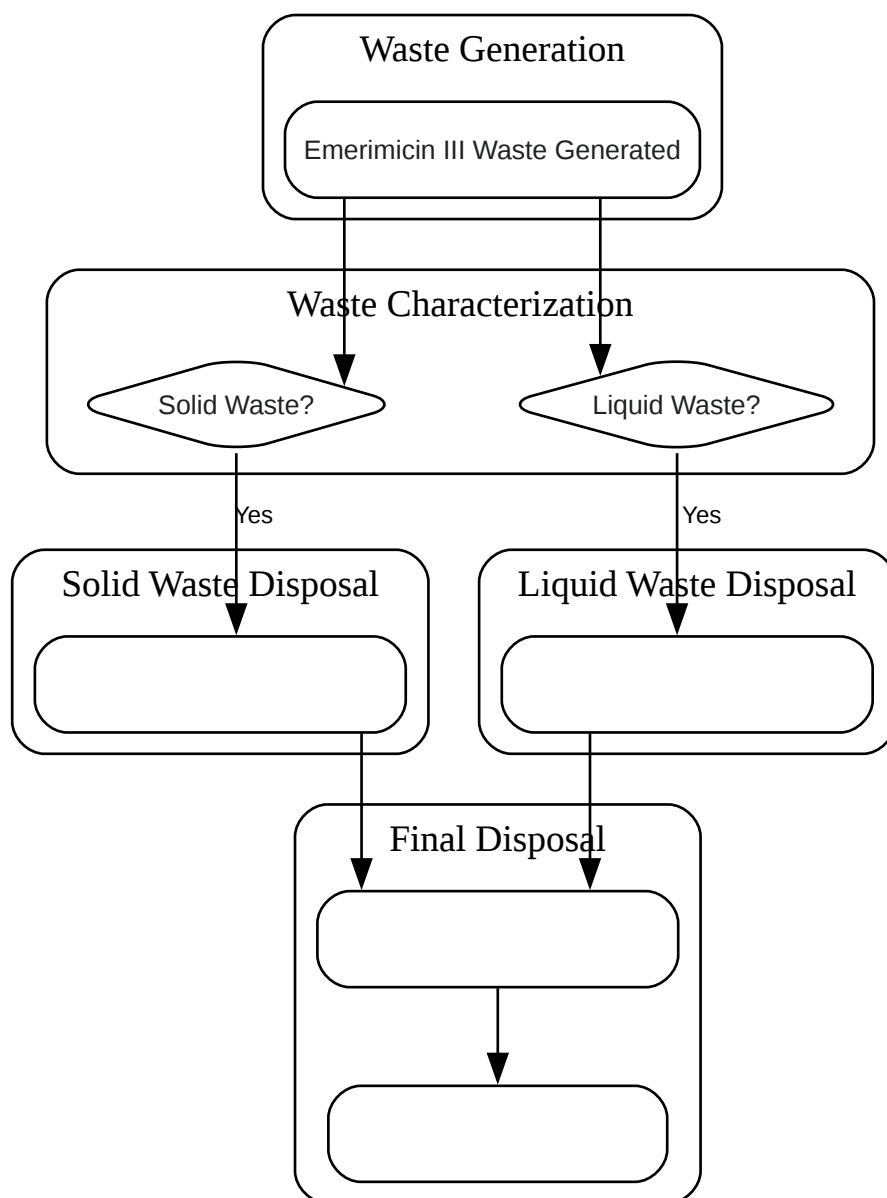 Waste Generation
Emerimicin III Waste Generated
Waste Characterization
Solid Waste?
Liquid Waste?
Yes
Yes
Solid Waste Disposal
Liquid Waste Disposal
Final Disposal